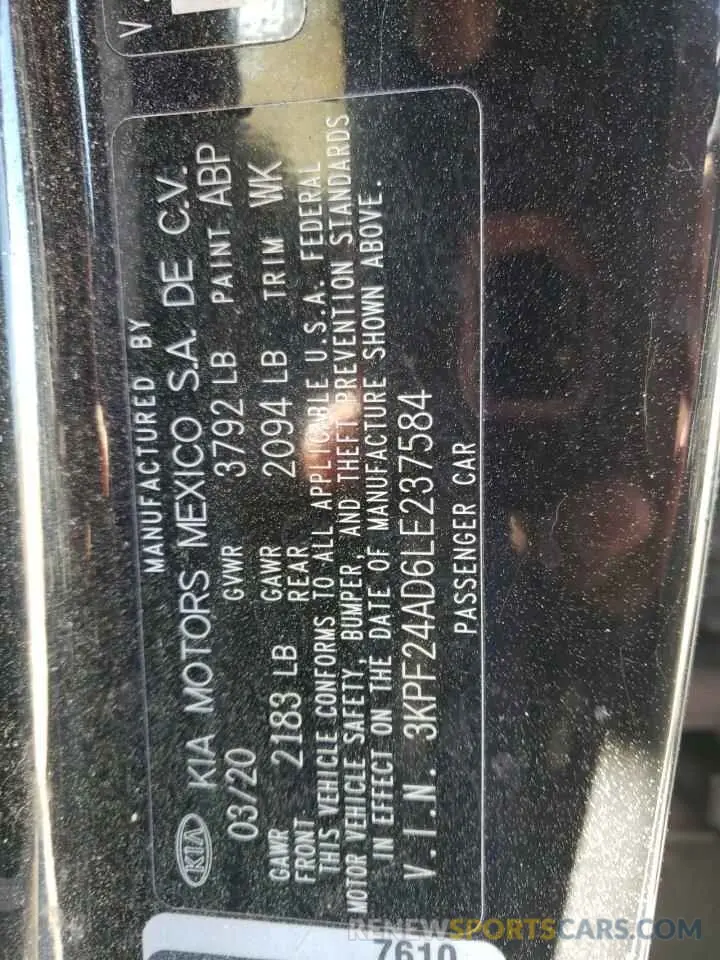 V.
MANUFACTURED BY
KIA KIA MOTORS MEXICO S.A. DE C.V.
03/20 GVWR 3792 LB PAINT ABP
GAWR FRONT 2183 LB GAWR REAR 2094 LB TRIM WK
THIS VEHICLE CONFORMS TO ALL APPLICABLE U.S.A. FEDERAL
MOTOR VEHICLE SAFETY, BUMPER, AND THEFT PREVENTION STANDARDS
IN EFFECT ON THE DATE OF MANUFACTURE SHOWN ABOVE.
V.I.N. 3KPF24AD6LE237584
PASSENGER CAR
7610
RENEWSPORTSCARS.COM